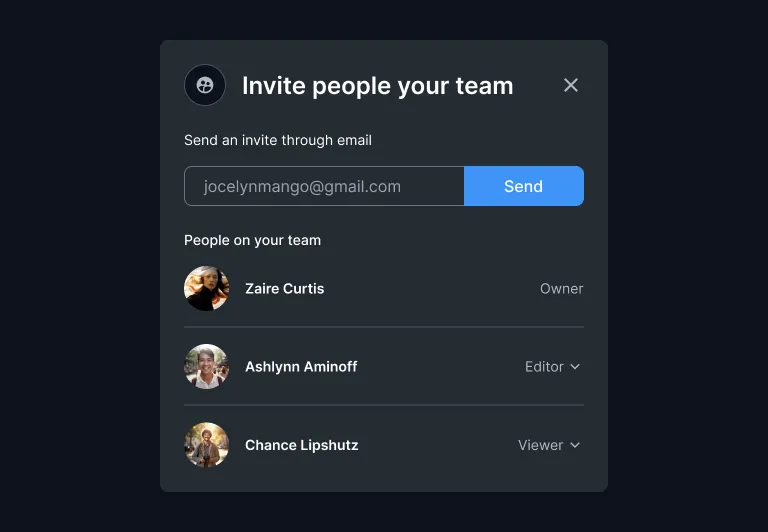 Invite people your team
Send an invite through email
jocelynmango@gmail.com
Send
People on your team
Zaire Curtis
Owner
Ashlynn Aminoff
Editor
Chance Lipshutz
Viewer